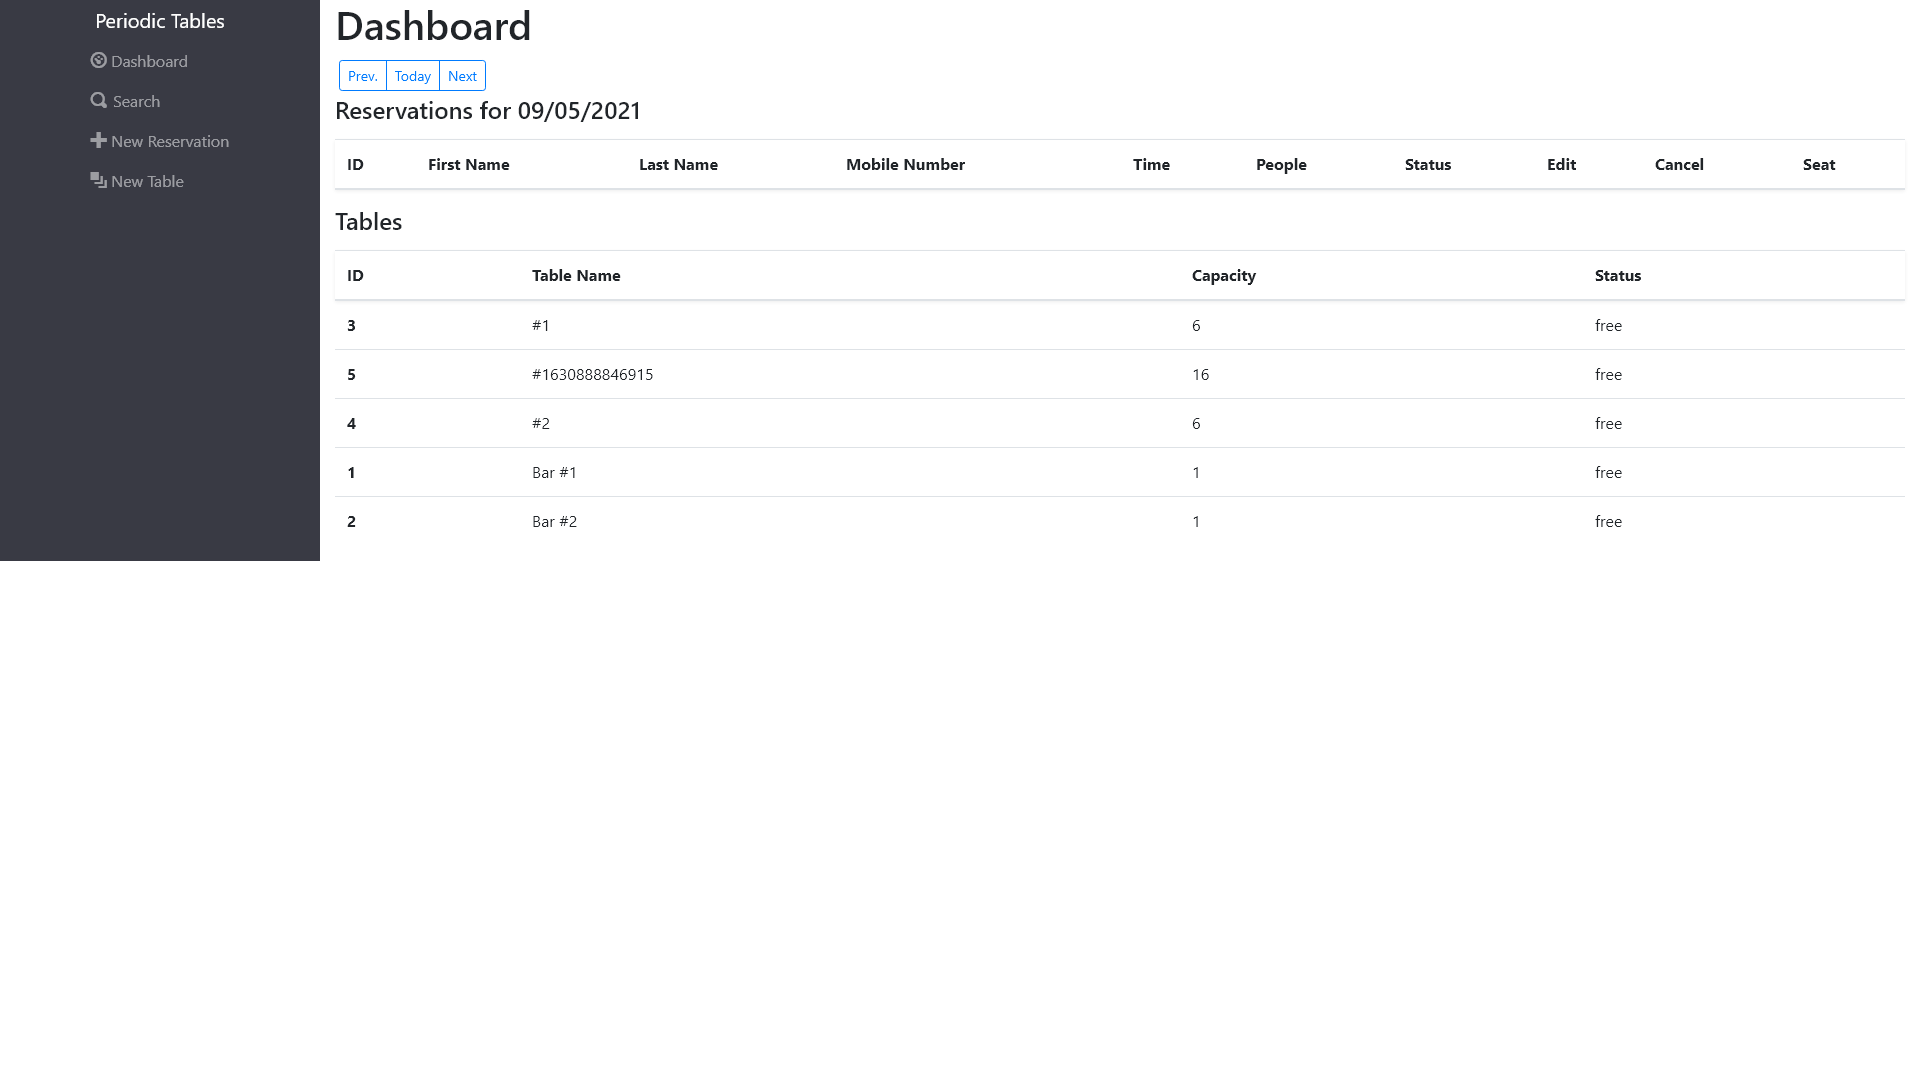 Periodic Tables
Dashboard
Search
New Reservation
New Table
Dashboard
Prev. Today Next
Reservations for 09/05/2021
ID First Name Last Name Mobile Number Time People Status Edit Cancel Seat
Tables
ID Table Name Capacity Status
3 #1 6 free
5 #1630888846915 16 free
4 #2 6 free
1 Bar #1 1 free
2 Bar #2 1 free